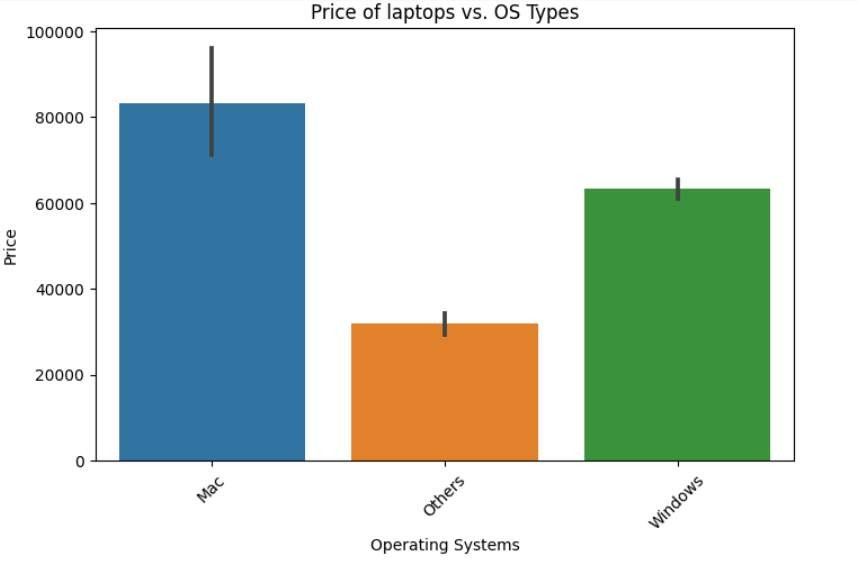 Price of laptops vs. OS Types
100000
80000
60000
40000
20000
0
Price
Mac
Others
Windows
Operating Systems